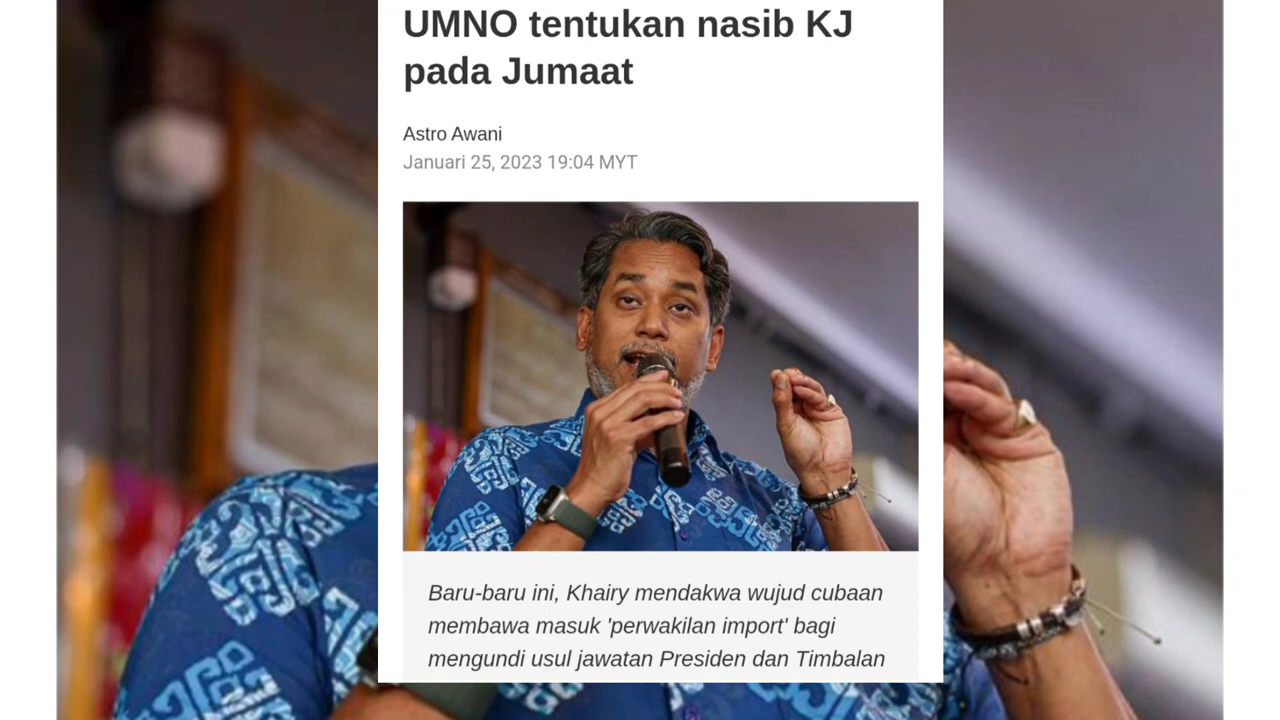 UMNO tentukan nasib KJ
pada Jumaat
Astro Awani
Januari 25, 2023 19:04 MYT
Baru-baru ini, Khairy mendakwa wujud cubaan
membawa masuk 'perwakilan import' bagi
mengundi usul jawatan Presiden dan Timbalan